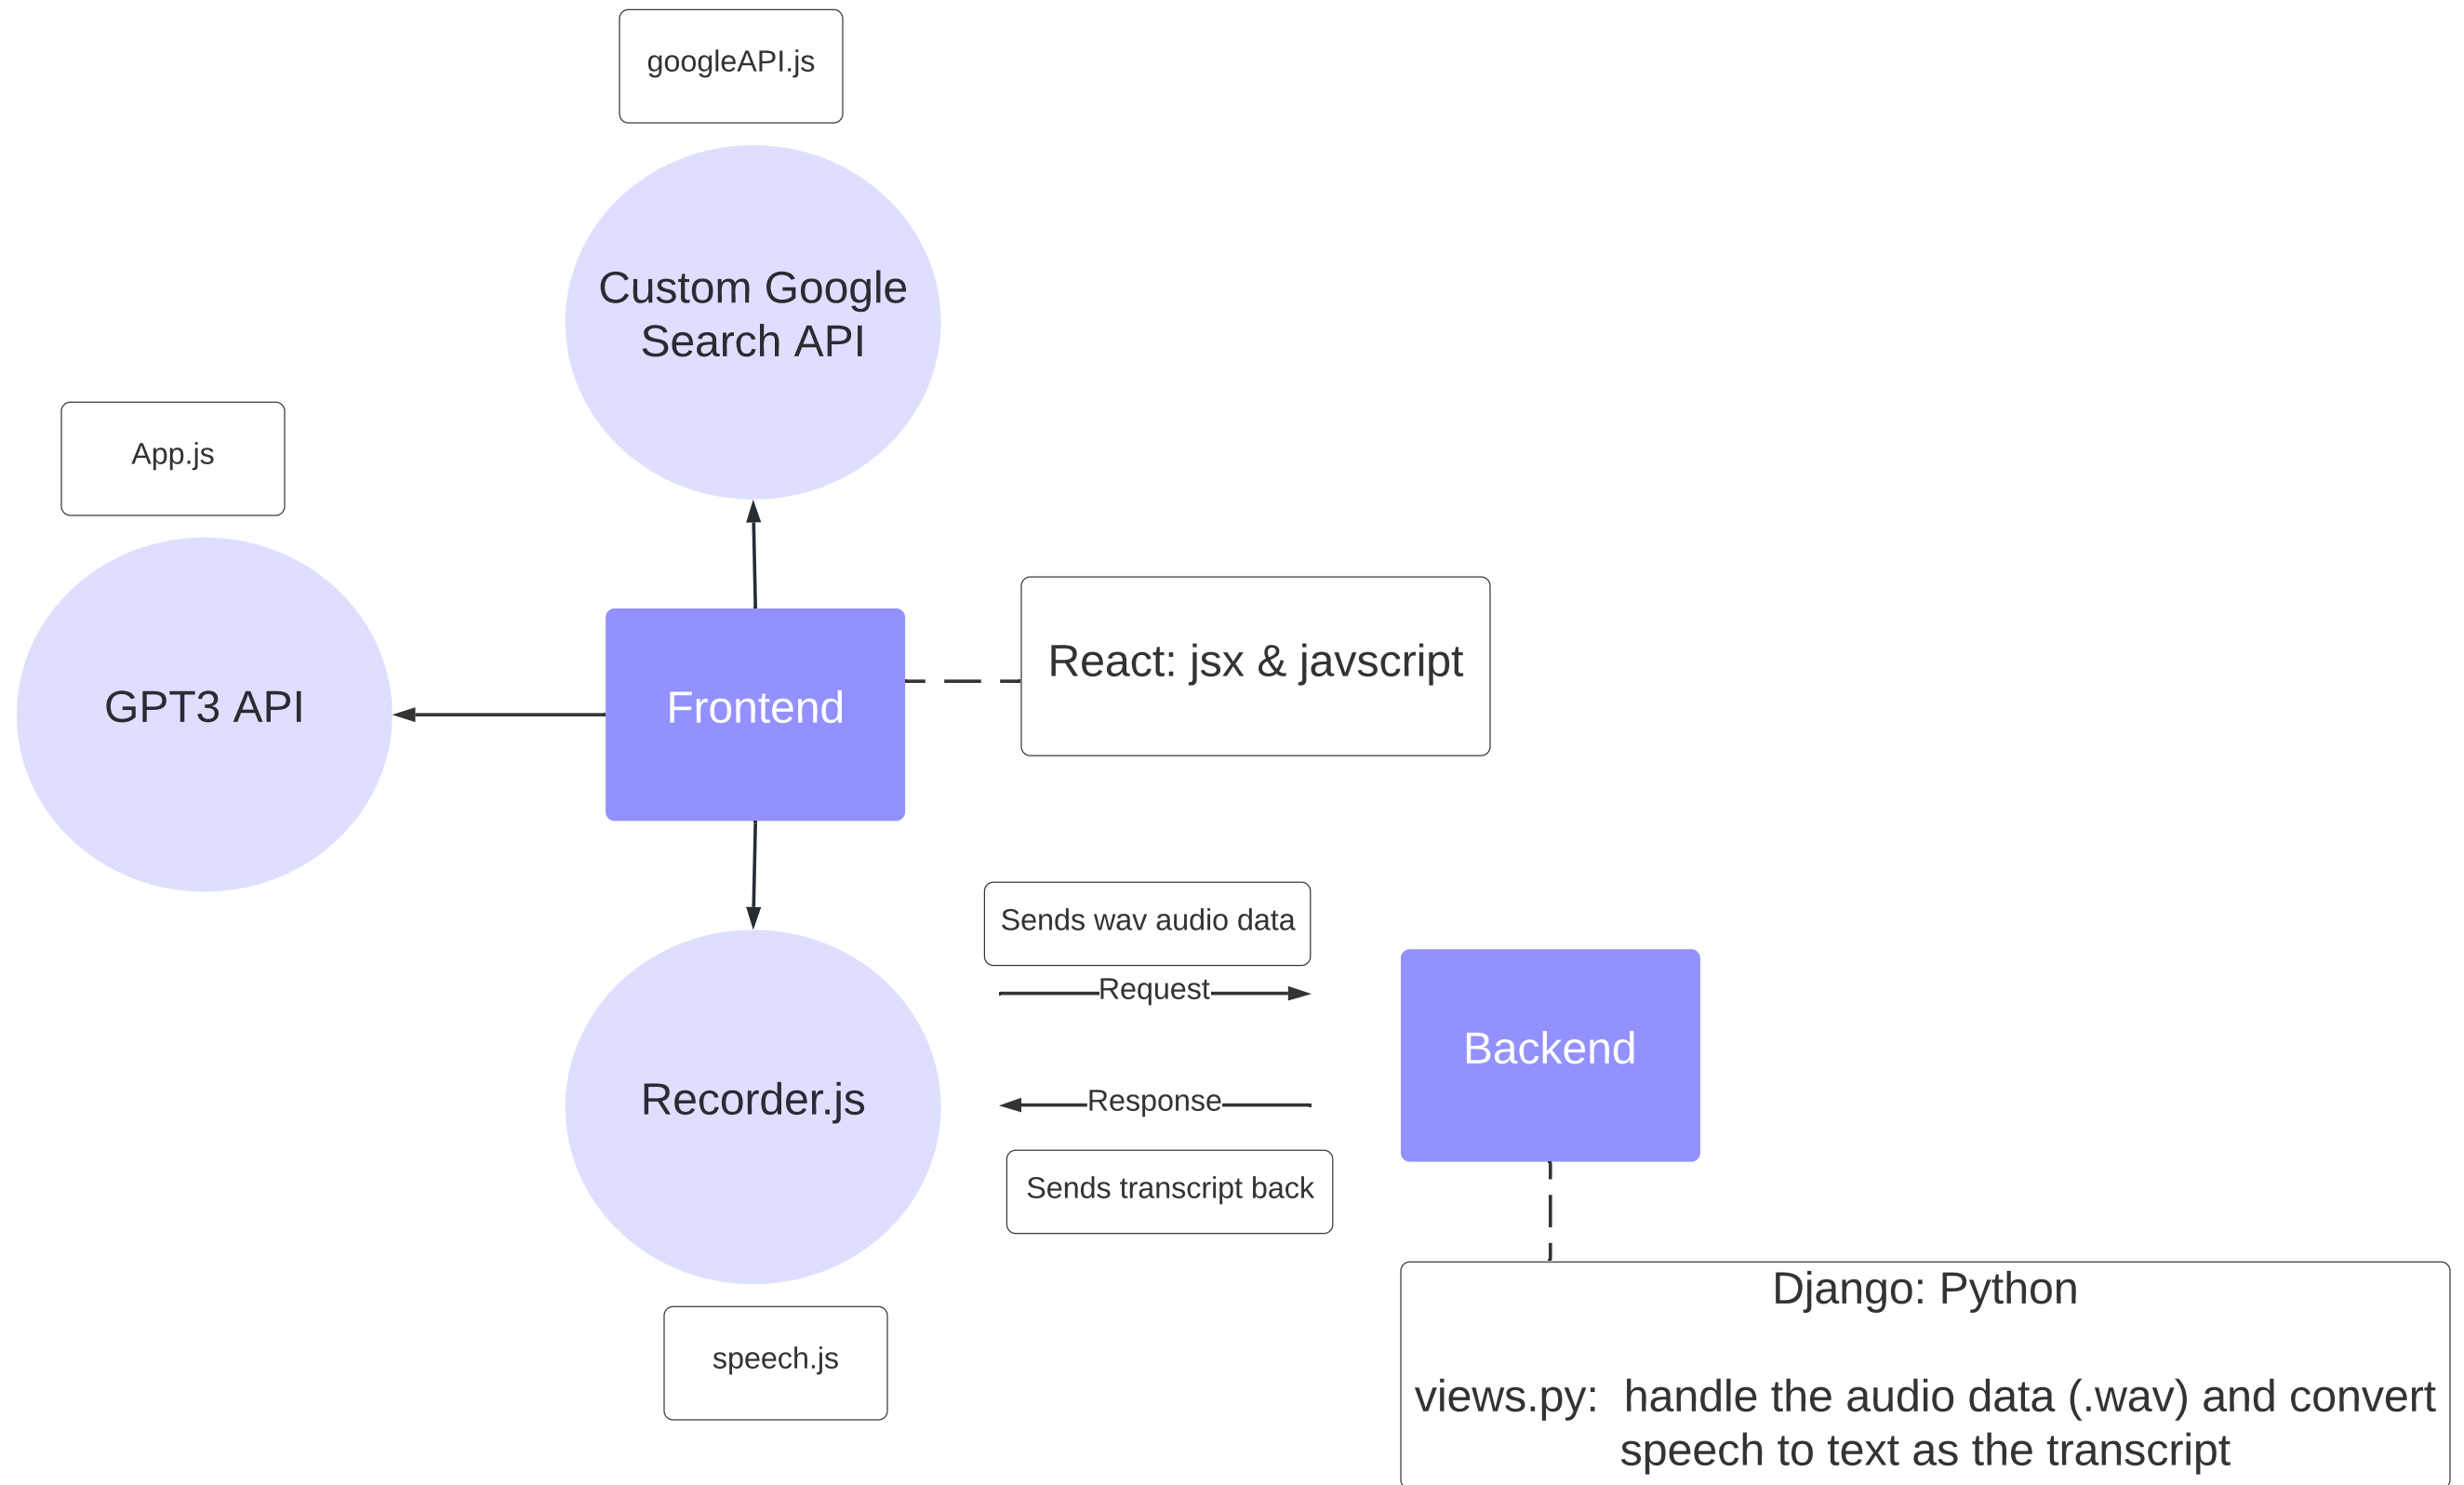 googleAPI.js
Custom Google
Search API
App.js
GPT3 API
Frontend
React: jsx & javscript
Sends wav audio data
Request
Backend
Recorder.js
Response
Sends transcript back
speech.js
Django: Python
views.py:  handle the audio data (.wav) and convert
speech to text as the transcript